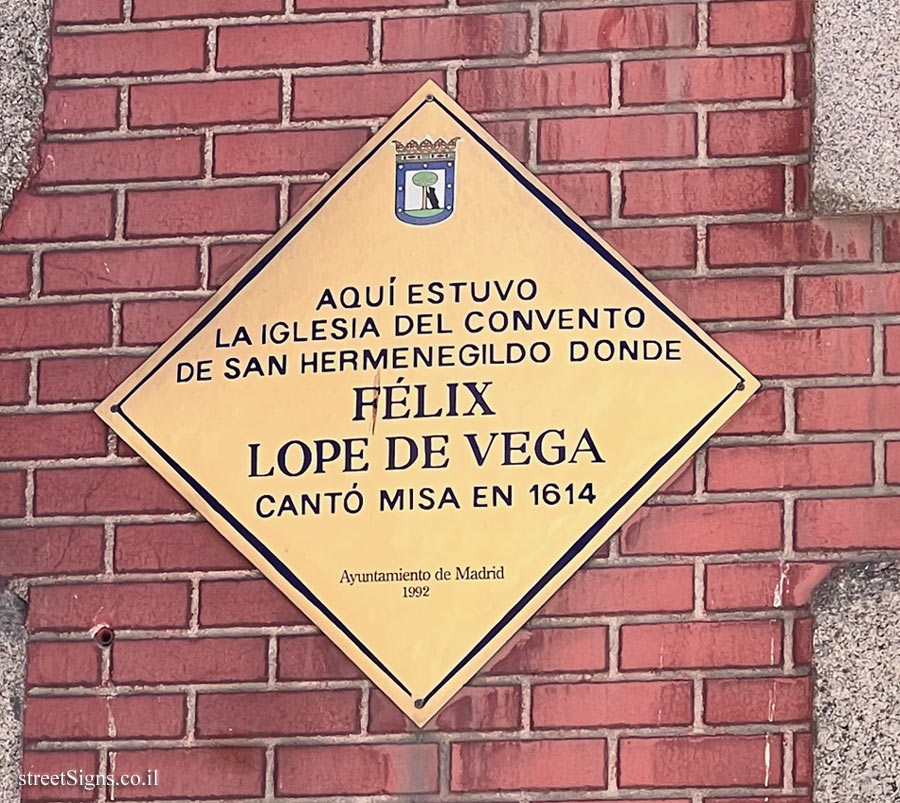 AQUÍ ESTUVO
LA IGLESIA DEL CONVENTO
DE SAN HERMENEGILDO DONDE
FÉLIX
LOPE DE VEGA
CANTÓ MISA EN 1614
Ayuntamiento de Madrid
1992
streetSigns.co.il